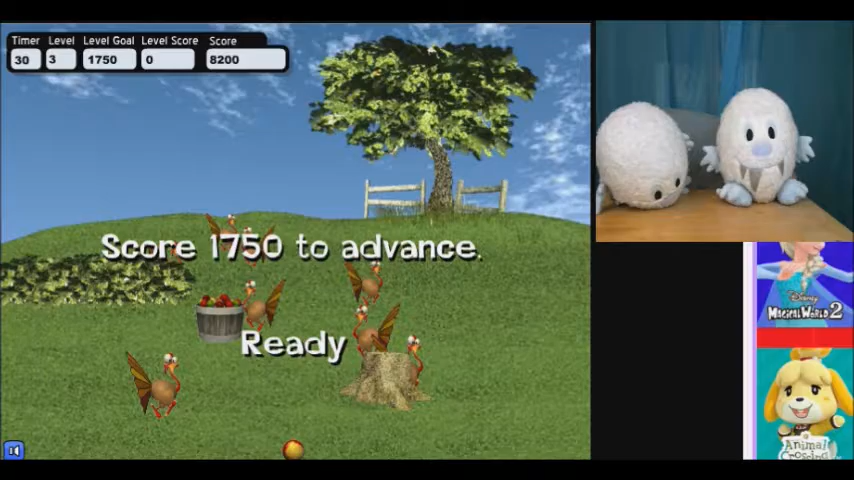 Timer Level Level Goal Level Score Score
30 3 1750 0 8200
Score 1750 to advance.
Ready
Disney
MAGICAL WORLD 2
Animal
Crossing